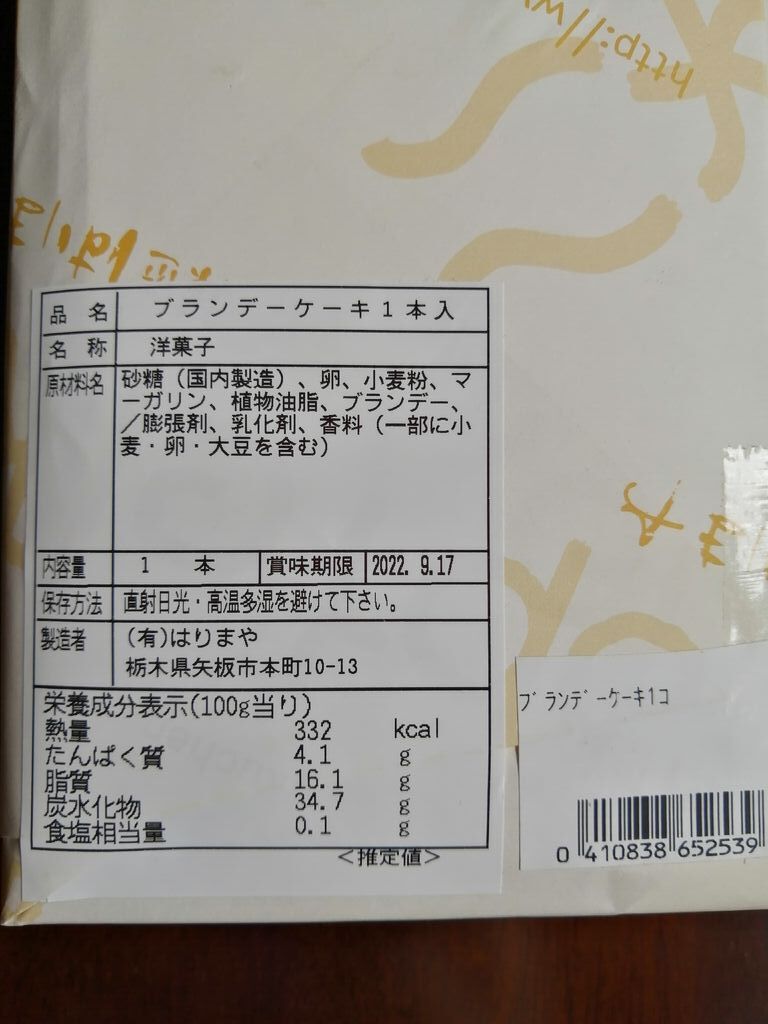 http://w
はりま
品名 ブランデーケーキ1本入
名称 洋菓子
原材料名 砂糖（国内製造）、卵、小麦粉、マ
ーガリン、植物油脂、ブランデー、
／膨張剤、乳化剤、香料（一部に小
麦・卵・大豆を含む）
内容量 1 本 賞味期限 2022. 9.17
保存方法 直射日光・高温多湿を避けて下さい。
製造者 (有)はりまや
栃木県矢板市本町10-13
栄養成分表示(100g当り)
熱量 332 kcal
たんぱく質 4.1 g
脂質 16.1 g
炭水化物 34.7 g
食塩相当量 0.1 g
<推定値>
ブランデーケーキ1コ
0 410838 652539